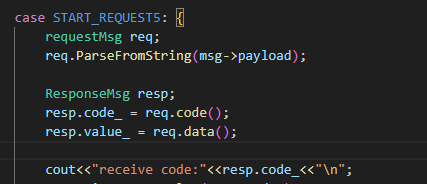 case START_REQUEST5: {
requestMsg req;
req.ParseFromString(msg->payload);
ResponseMsg resp;
resp.code_ = req.code();
resp.value_ = req.data();
cout<<"receive code:"<<resp.code_<<"\n";